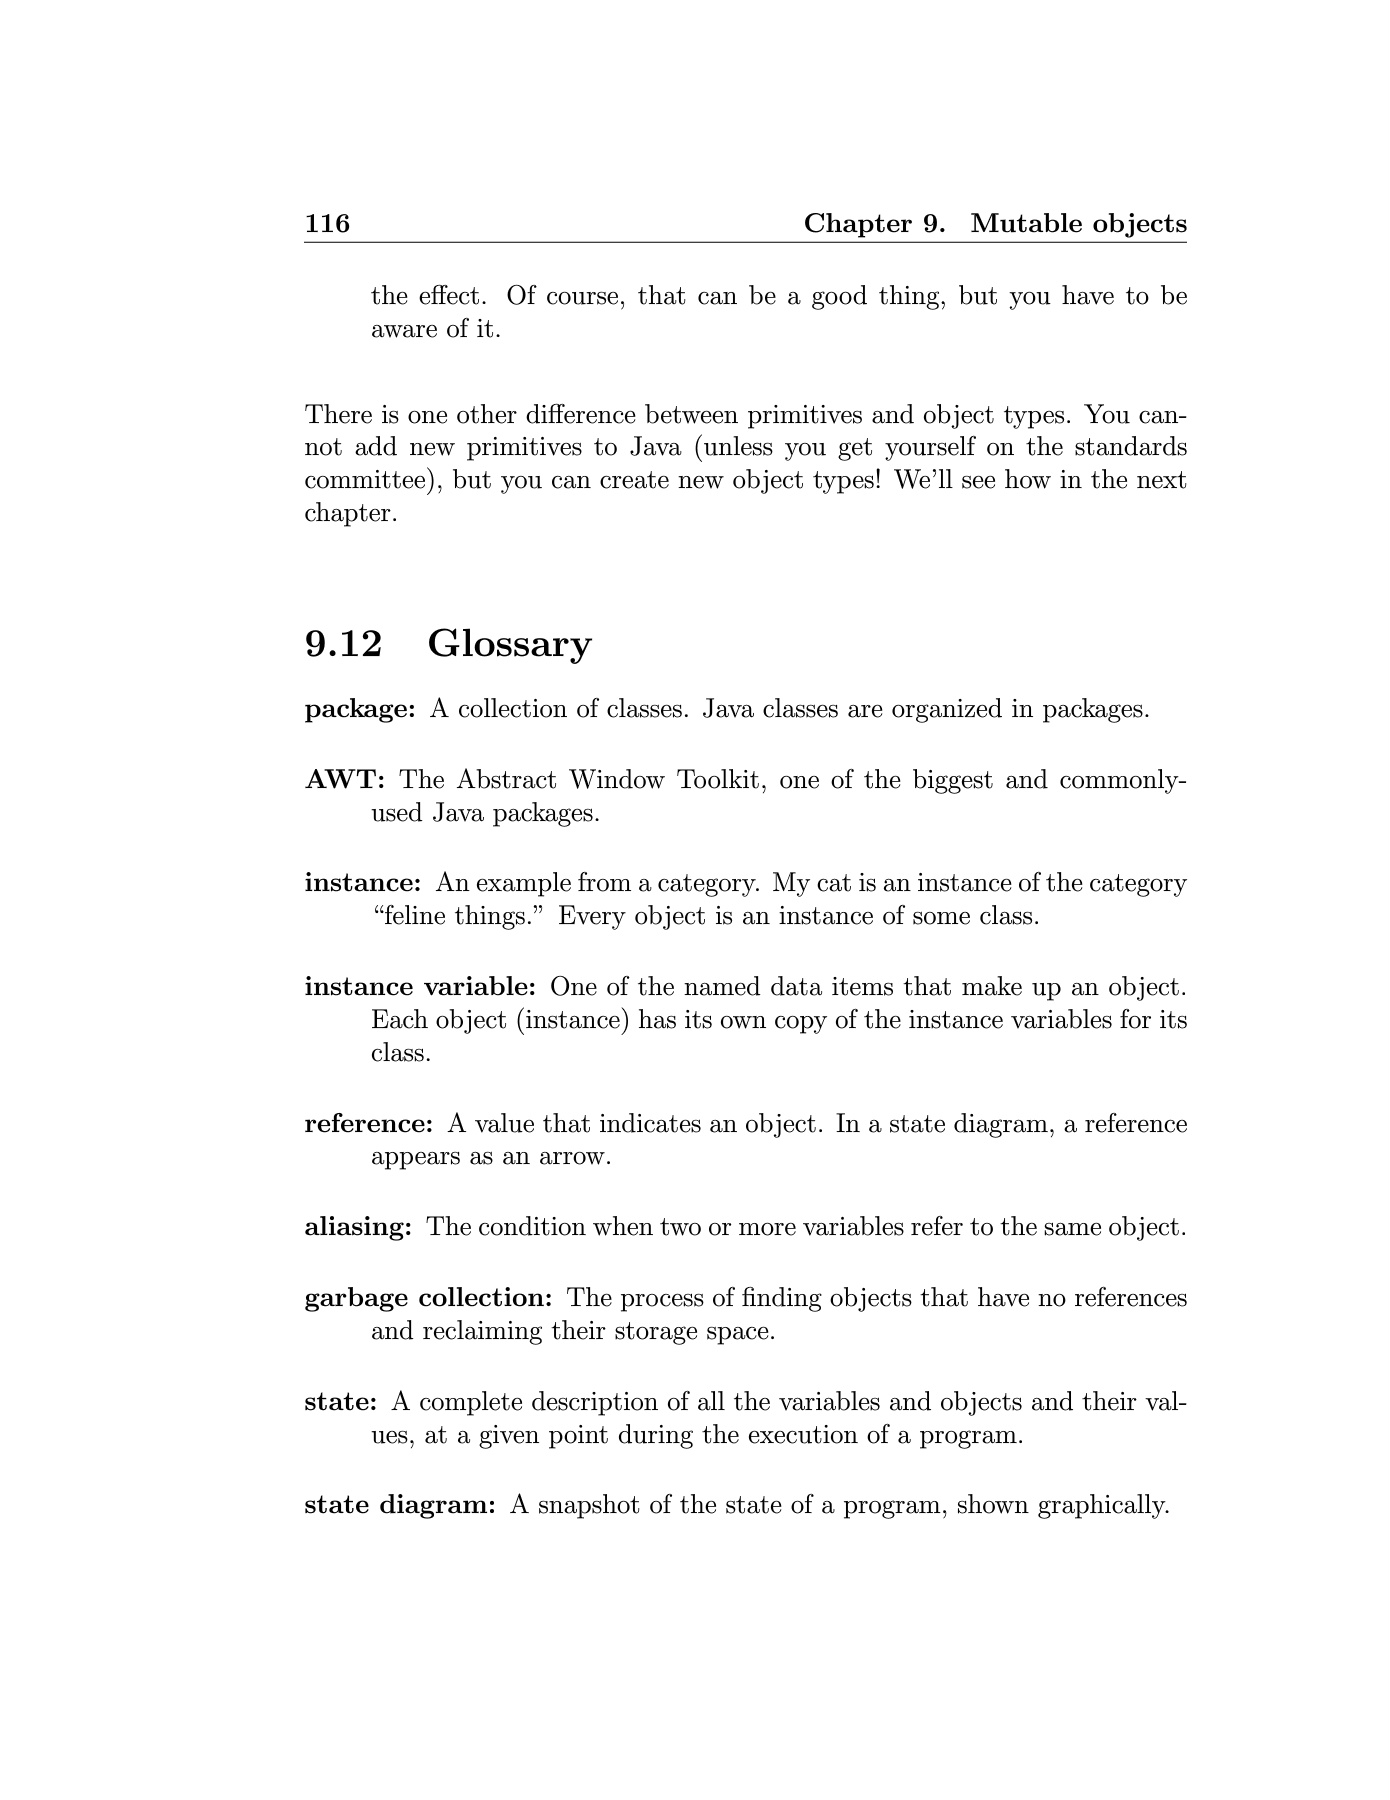 116 Chapter 9. Mutable objects
the effect. Of course, that can be a good thing, but you have to be
aware of it.
There is one other difference between primitives and object types. You can-
not add new primitives to Java (unless you get yourself on the standards
committee), but you can create new object types! We'll see how in the next
chapter.
9.12 Glossary
package: A collection of classes. Java classes are organized in packages.
AWT: The Abstract Window Toolkit, one of the biggest and commonly-
used Java packages.
instance: An example from a category. My cat is an instance of the category
“feline things.” Every object is an instance of some class.
instance variable: One of the named data items that make up an object.
Each object (instance) has its own copy of the instance variables for its
class.
reference: A value that indicates an object. In a state diagram, a reference
appears as an arrow.
aliasing: The condition when two or more variables refer to the same object.
garbage collection: The process of finding objects that have no references
and reclaiming their storage space.
state: A complete description of all the variables and objects and their val-
ues, at a given point during the execution of a program.
state diagram: A snapshot of the state of a program, shown graphically.